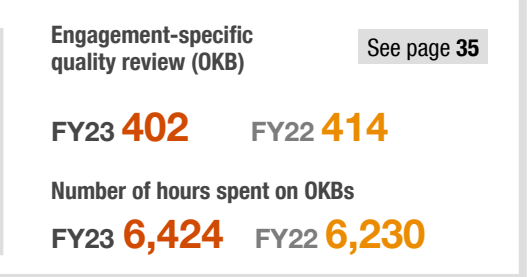 Engagement-specific
quality review (OKB)
See page 35
FY23 402 FY22 414
Number of hours spent on OKBs
FY23 6,424 FY22 6,230